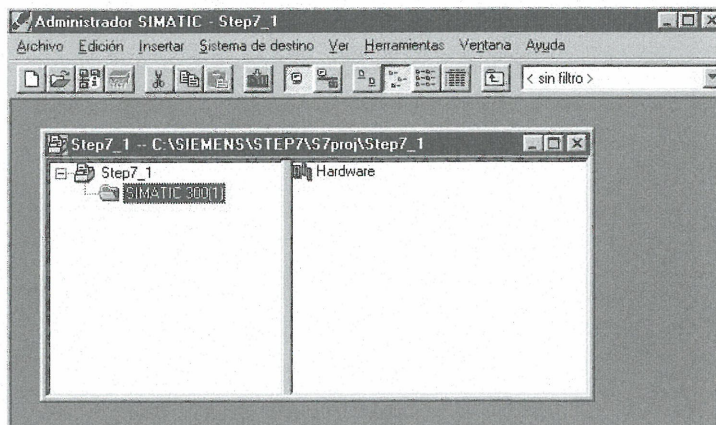 Administrador SIMATIC - Step7_1
Archivo Edición Insertar Sistema de destino Ver Herramientas Ventana Ayuda
< sin filtro >
Step7_1 -- C:\SIEMENS\STEP7\S7proj\Step7_1
Step7_1
SIMATIC 300(1)
Hardware